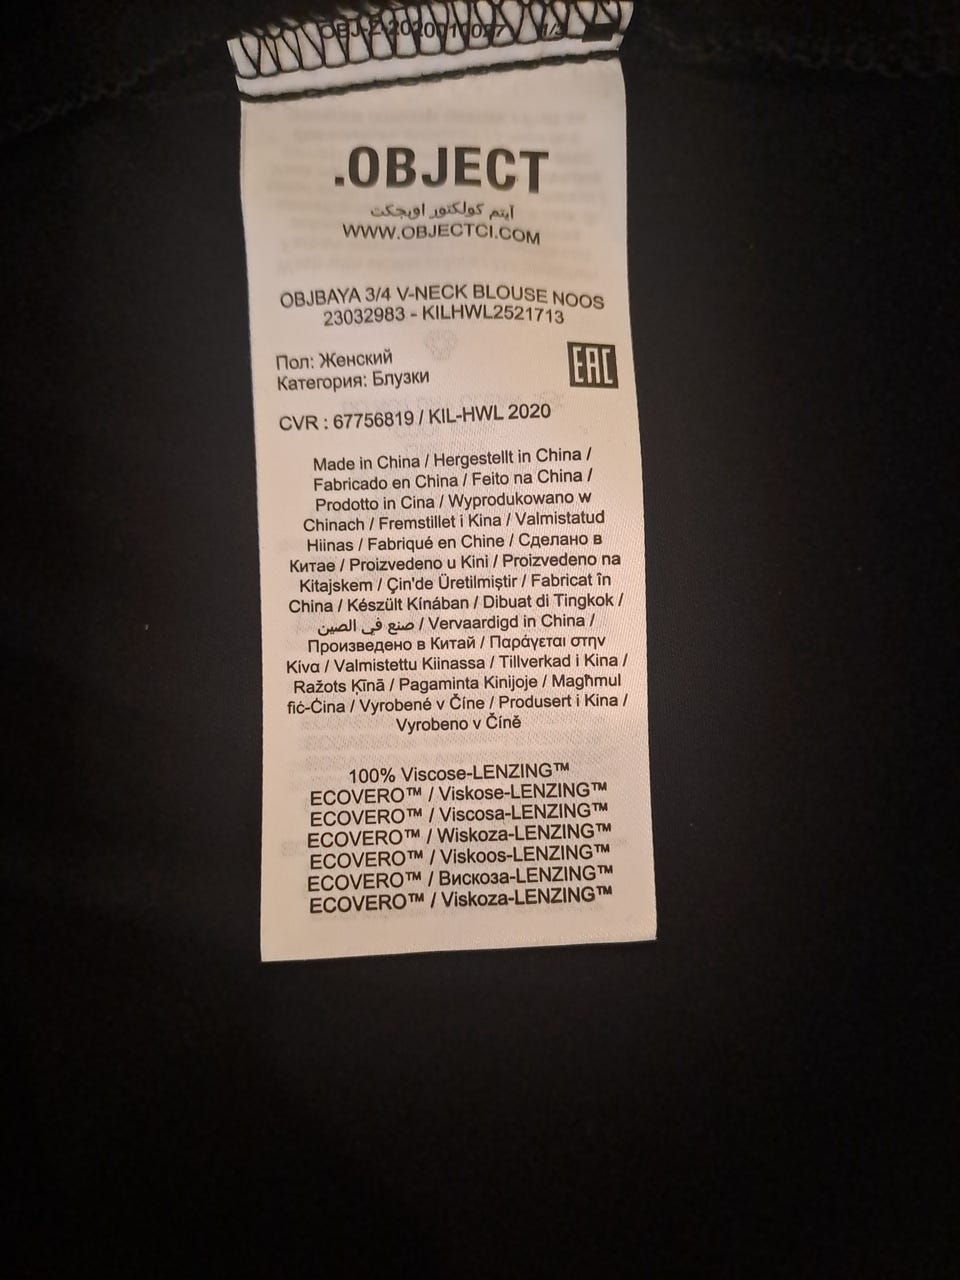 .OBJECT
آيتم كولكتور اوبجكت
WWW.OBJECTCI.COM
OBJBAYA 3/4 V-NECK BLOUSE NOOS
23032983 - KILHWL2521713
Пол: Женский
Категория: Блузки
EAC
CVR : 67756819 / KIL-HWL 2020
Made in China / Hergestellt in China /
Fabricado en China / Feito na China /
Prodotto in Cina / Wyprodukowano w
Chinach / Fremstillet i Kina / Valmistatud
Hiinas / Fabriqué en Chine / Сделано в
Китае / Proizvedeno u Kini / Proizvedeno na
Kitajskem / Çin'de Üretilmiştir / Fabricat în
China / Készült Kínában / Dibuat di Tingkok /
صنع في الصين / Vervaardigd in China /
Произведено в Китай / Παράγεται στην
Κίνα / Valmistettu Kiinassa / Tillverkad i Kina /
Ražots Ķīnā / Pagaminta Kinijoje / Magħmul
fiċ-Ċina / Vyrobené v Číne / Produsert i Kina /
Vyrobeno v Číně
100% Viscose-LENZING™
ECOVERO™ / Viskose-LENZING™
ECOVERO™ / Viscosa-LENZING™
ECOVERO™ / Wiskoza-LENZING™
ECOVERO™ / Viskoos-LENZING™
ECOVERO™ / Вискоза-LENZING™
ECOVERO™ / Viskoza-LENZING™